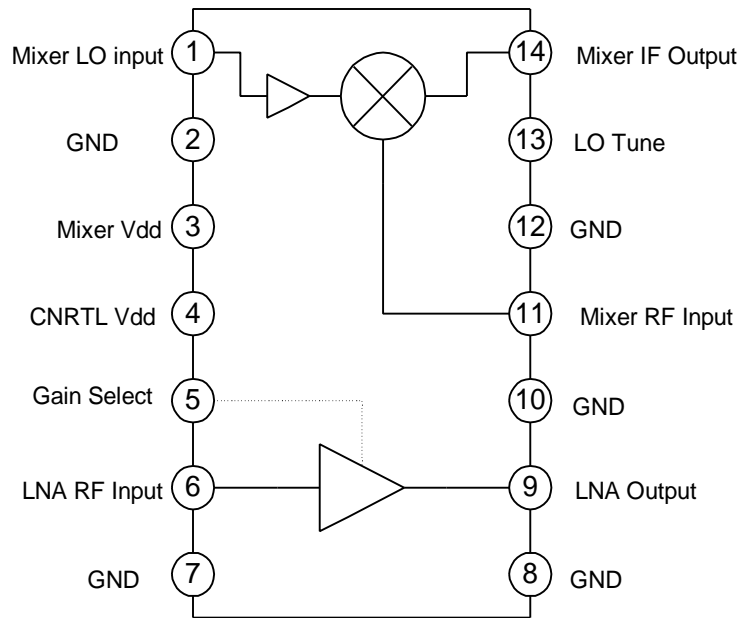 Mixer LO input 1
14 Mixer IF Output
GND 2
13 LO Tune
Mixer Vdd 3
12 GND
CNRTL Vdd 4
11 Mixer RF Input
Gain Select 5
10 GND
LNA RF Input 6
9 LNA Output
GND 7
8 GND